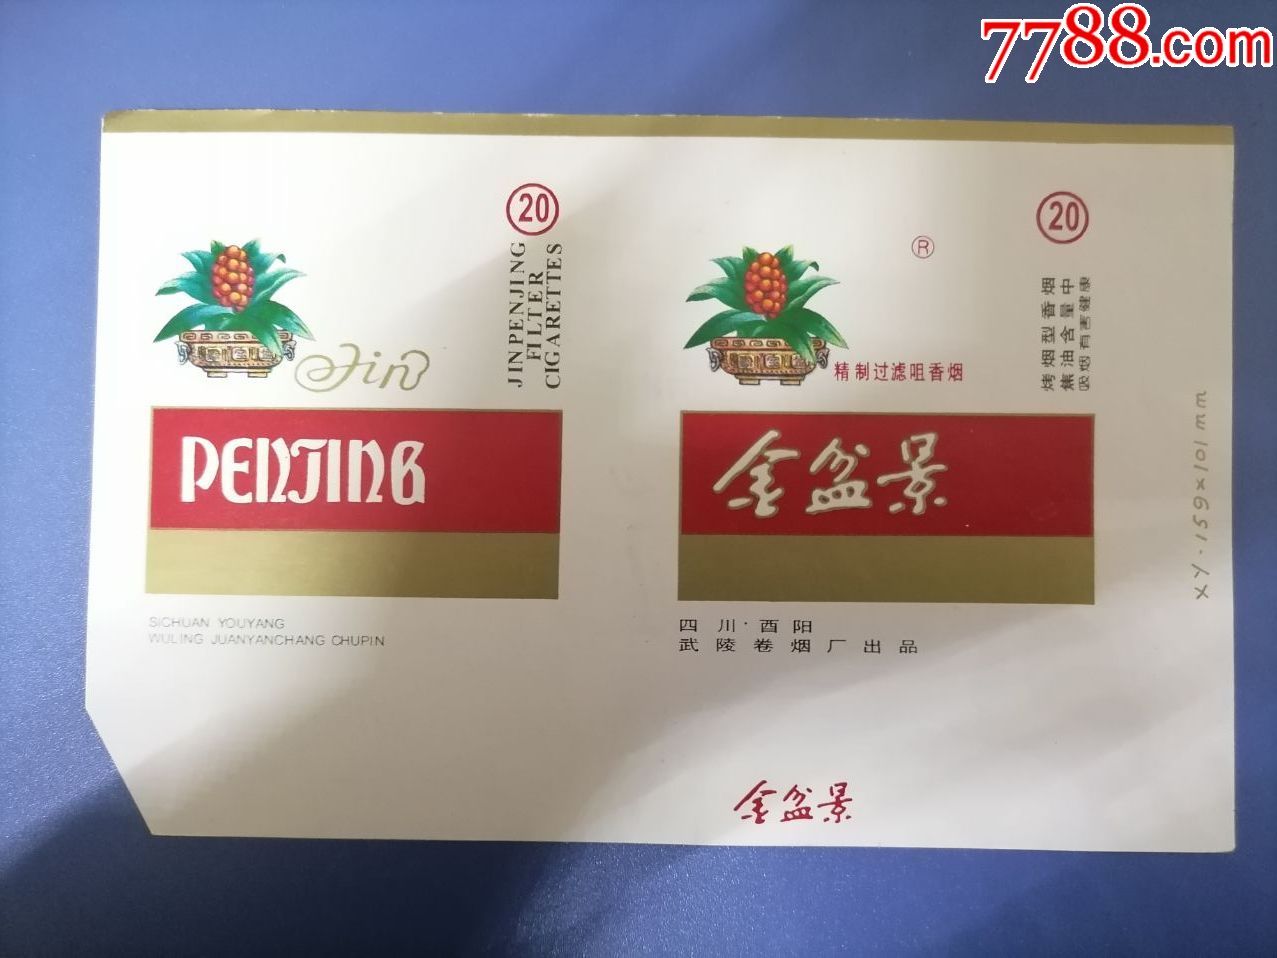 7788.com
20
JINPENJING
FILTER
CIGARETTES
Jin
PENJING
SICHUAN YOUYANG
WULING JUANYANCHANG CHUPIN
20
®
烤烟型香烟
焦油含量中
吸烟有害健康
精制过滤咀香烟
金盆景
四川·酉阳
武陵卷烟厂出品
金盆景
XY·159×101mm